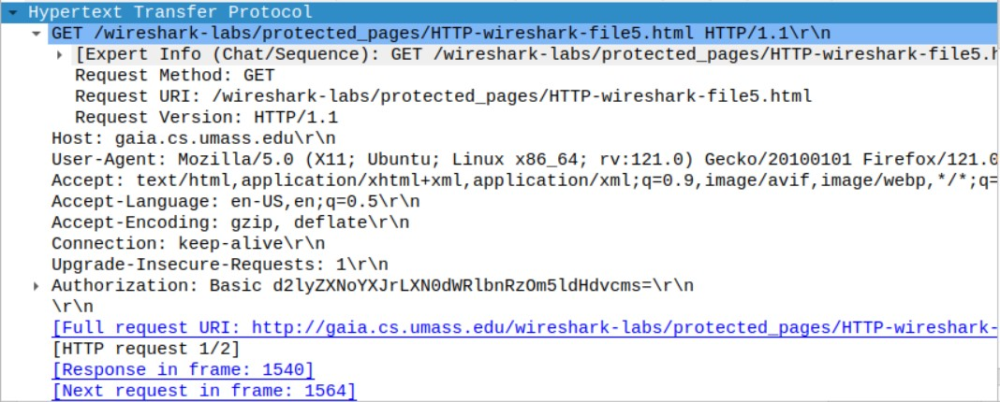 Hypertext Transfer Protocol
GET /wireshark-labs/protected_pages/HTTP-wireshark-file5.html HTTP/1.1\r\n
[Expert Info (Chat/Sequence): GET /wireshark-labs/protected_pages/HTTP-wireshark-file5.h
Request Method: GET
Request URI: /wireshark-labs/protected_pages/HTTP-wireshark-file5.html
Request Version: HTTP/1.1
Host: gaia.cs.umass.edu\r\n
User-Agent: Mozilla/5.0 (X11; Ubuntu; Linux x86_64; rv:121.0) Gecko/20100101 Firefox/121.0
Accept: text/html,application/xhtml+xml,application/xml;q=0.9,image/avif,image/webp,*/*;q=
Accept-Language: en-US,en;q=0.5\r\n
Accept-Encoding: gzip, deflate\r\n
Connection: keep-alive\r\n
Upgrade-Insecure-Requests: 1\r\n
Authorization: Basic d2lyZXNoYXJrLXN0dWRlbnRzOm5ldHdvcms=\r\n
\r\n
[Full request URI: http://gaia.cs.umass.edu/wireshark-labs/protected_pages/HTTP-wireshark-
[HTTP request 1/2]
[Response in frame: 1540]
[Next request in frame: 1564]